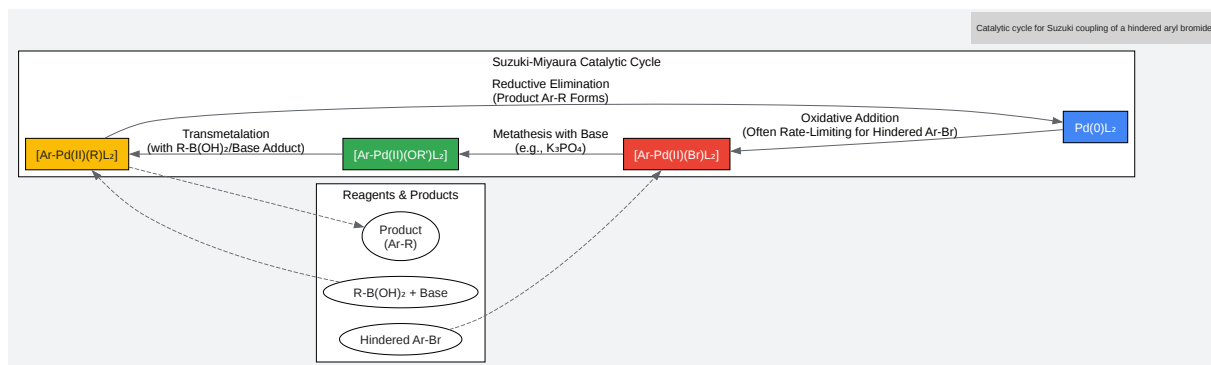 Catalytic cycle for Suzuki coupling of a hindered aryl bromide
Suzuki-Miyaura Catalytic Cycle
Reductive Elimination
(Product Ar-R Forms)
Oxidative Addition
(Often Rate-Limiting for Hindered Ar-Br)
Pd(0)L₂
Transmetalation
(with R-B(OH)₂/Base Adduct)
Metathesis with Base
(e.g., K₃PO₄)
[Ar-Pd(II)(R)L₂]
[Ar-Pd(II)(OR')L₂]
[Ar-Pd(II)(Br)L₂]
Reagents & Products
Product
(Ar-R)
R-B(OH)₂ + Base
Hindered Ar-Br